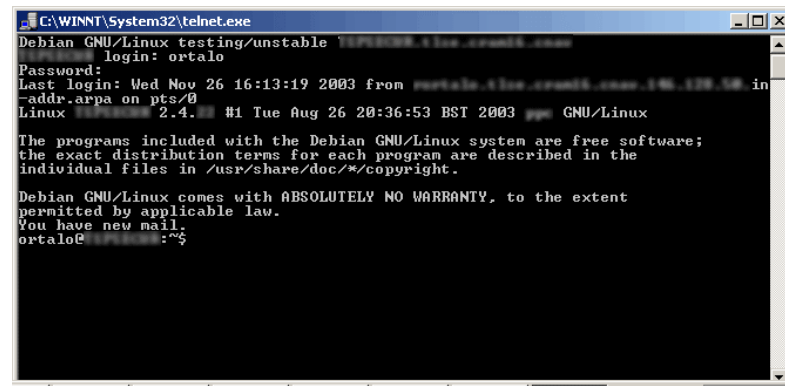 C:\WINNT\System32\telnet.exe
Debian GNU/Linux testing/unstable
login: ortalo
Password:
Last login: Wed Nov 26 16:13:19 2003 from in
-addr.arpa on pts/0
Linux 2.4. #1 Tue Aug 26 20:36:53 BST 2003 GNU/Linux
The programs included with the Debian GNU/Linux system are free software;
the exact distribution terms for each program are described in the
individual files in /usr/share/doc/*/copyright.
Debian GNU/Linux comes with ABSOLUTELY NO WARRANTY, to the extent
permitted by applicable law.
You have new mail.
ortalo@ :~$